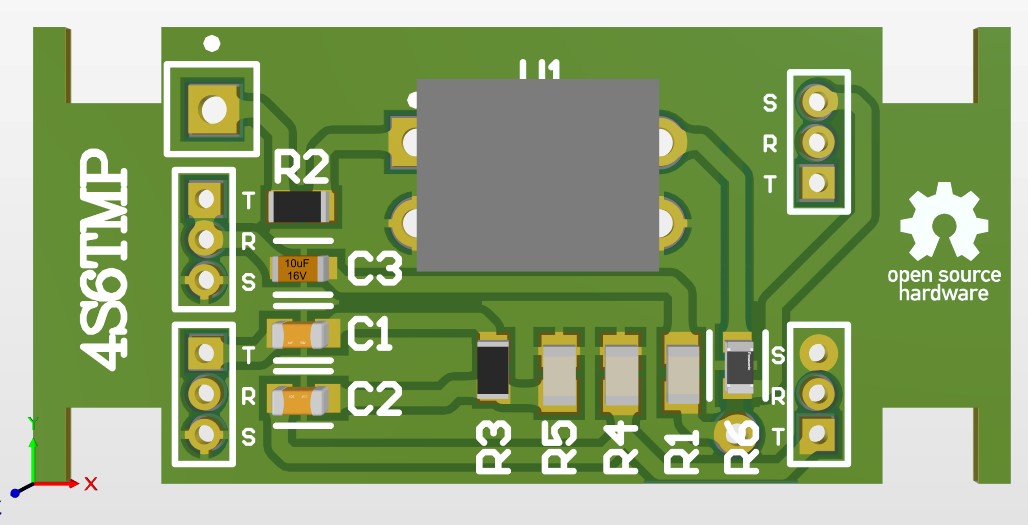 U1
S
R
T
R2
T
R
S
10uF
16V
C3
4S6TMP
open source
hardware
C1
T
R
S
C2
S
R
T
R3
R5
R4
R1
R6
Y
X